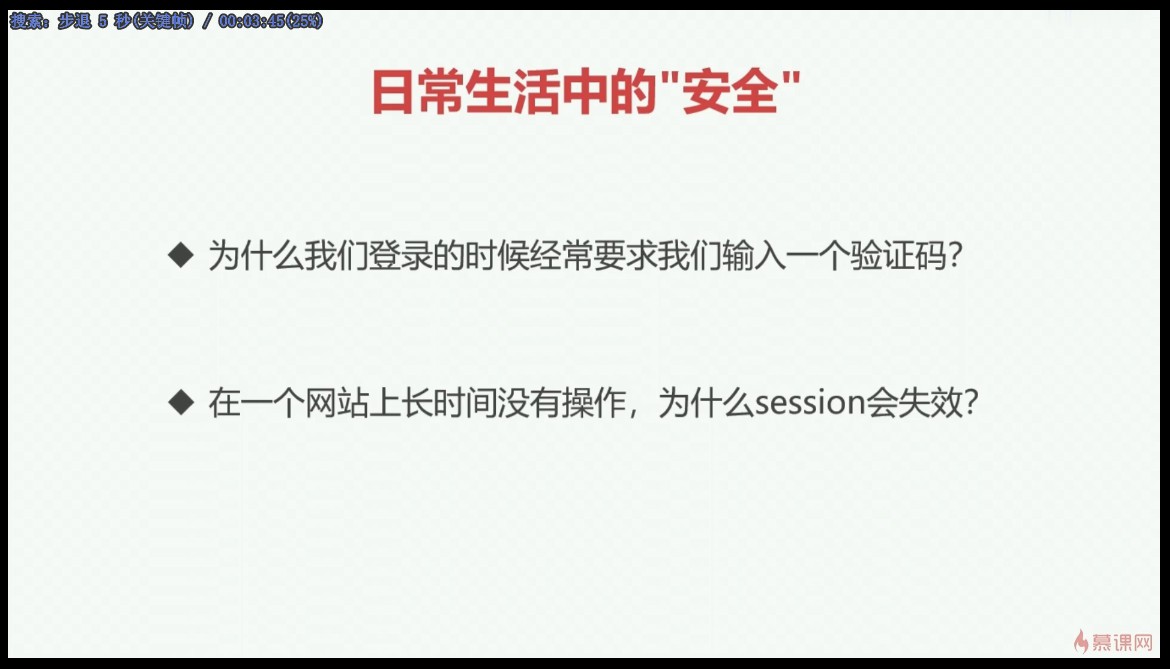 搜索: 步退 5 秒(关键帧) / 00:03:45(25%)
日常生活中的"安全"
◆ 为什么我们登录的时候经常要求我们输入一个验证码?
◆ 在一个网站上长时间没有操作，为什么session会失效?
慕课网